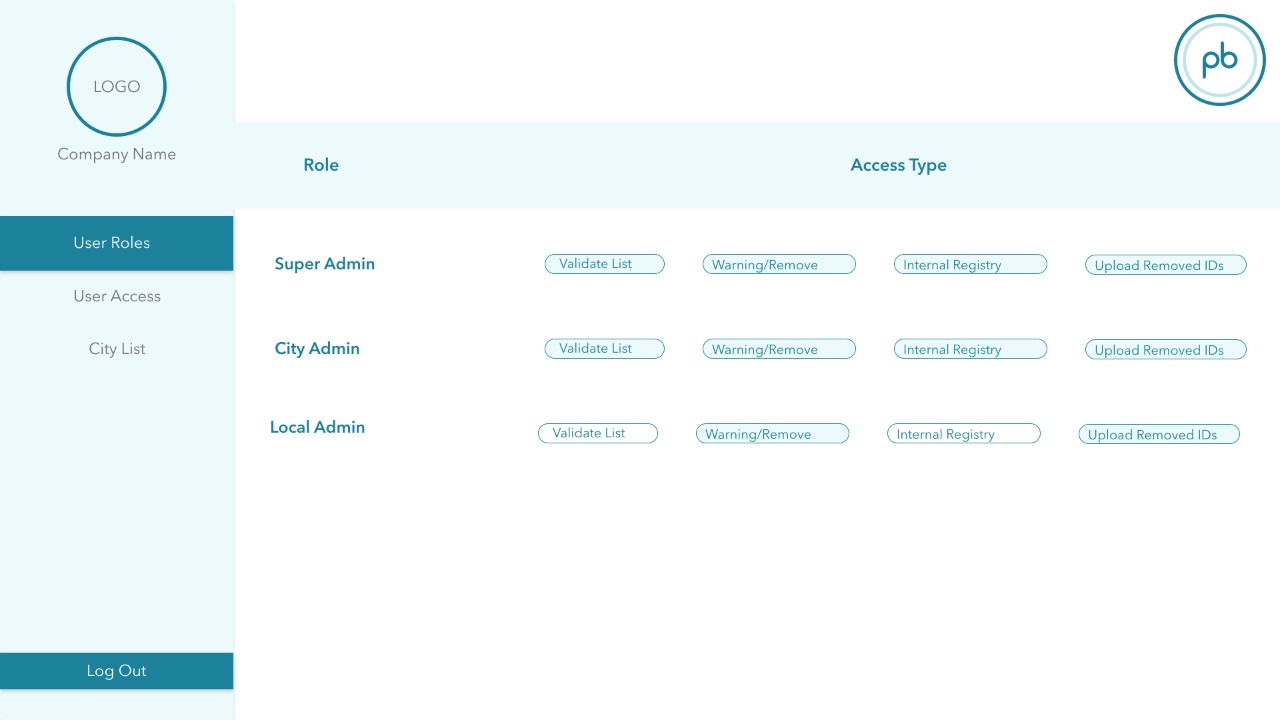 LOGO
Company Name
User Roles
User Access
City List
Log Out
pb
Role Access Type
Super Admin Validate List Warning/Remove Internal Registry Upload Removed IDs
City Admin Validate List Warning/Remove Internal Registry Upload Removed IDs
Local Admin Validate List Warning/Remove Internal Registry Upload Removed IDs